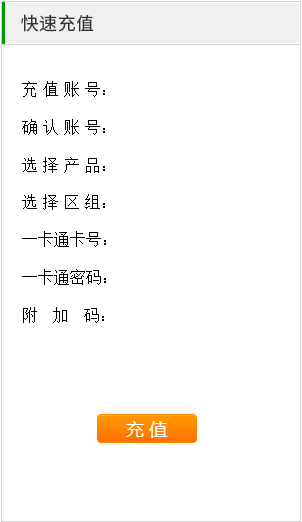 快速充值
充 值 账 号：
确 认 账 号：
选 择 产 品：
选 择 区 组：
一卡通卡号：
一卡通密码：
附 加 码：
充 值